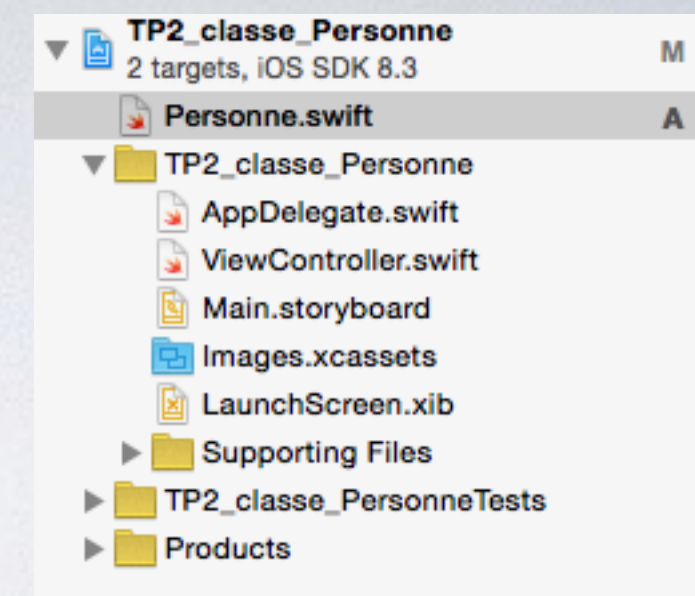 TP2_classe_Personne
2 targets, iOS SDK 8.3
M
Personne.swift
A
TP2_classe_Personne
AppDelegate.swift
ViewController.swift
Main.storyboard
Images.xcassets
LaunchScreen.xib
Supporting Files
TP2_classe_PersonneTests
Products